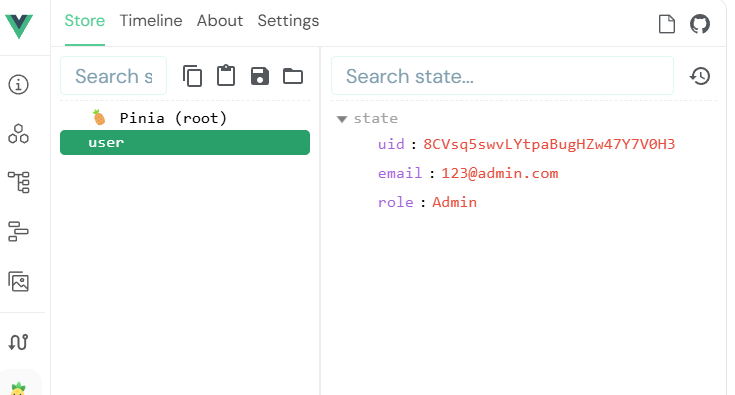 Store Timeline About Settings
Search s
Search state...
Pinia (root)
user
state
uid : 8CVsq5swvLYtpaBugHZw47Y7V0H3
email : 123@admin.com
role : Admin